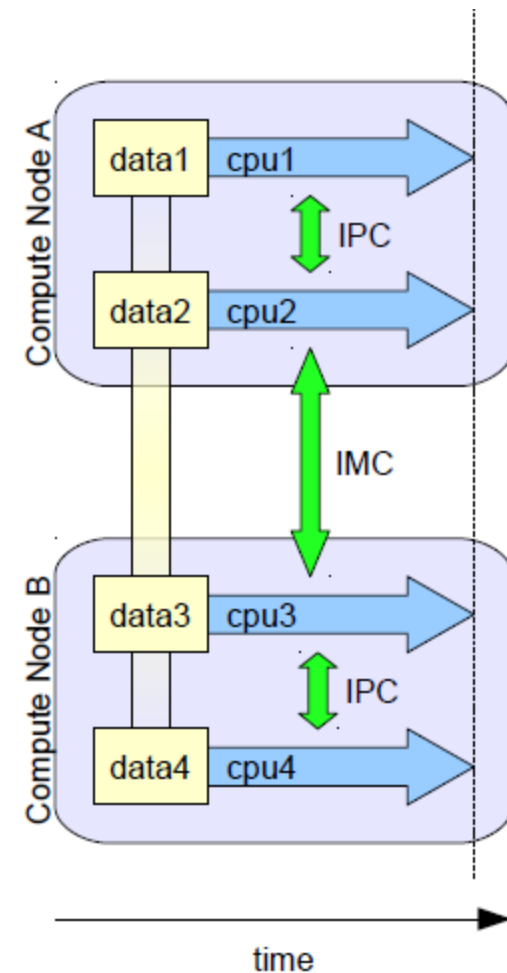 Compute Node A
data1
cpu1
IPC
data2
cpu2
IMC
Compute Node B
data3
cpu3
IPC
data4
cpu4
time